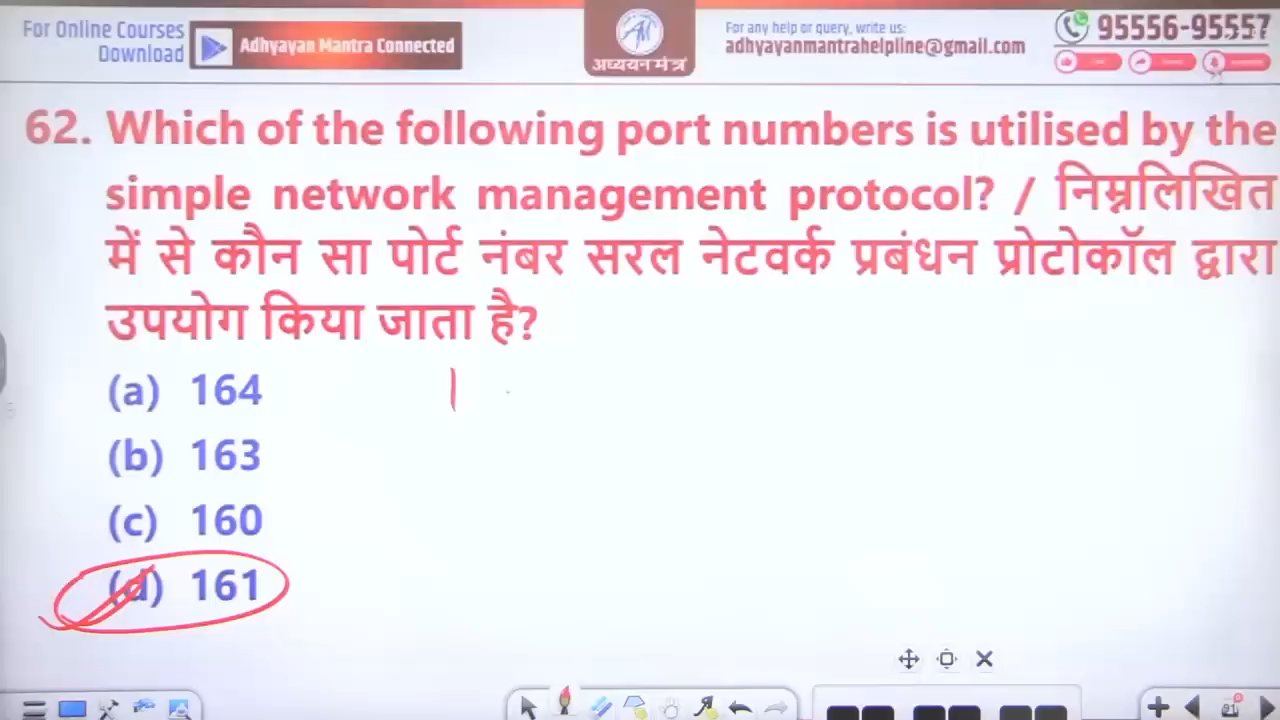 For Online Courses
Download
Adhyayan Mantra Connected
अध्ययन मंत्र
For any help or query, write us:
adhyayanmantrahelpline@gmail.com
95556-95557
62. Which of the following port numbers is utilised by the
simple network management protocol? / निम्नलिखित
में से कौन सा पोर्ट नंबर सरल नेटवर्क प्रबंधन प्रोटोकॉल द्वारा
उपयोग किया जाता है?
(a) 164
(b) 163
(c) 160
(d) 161